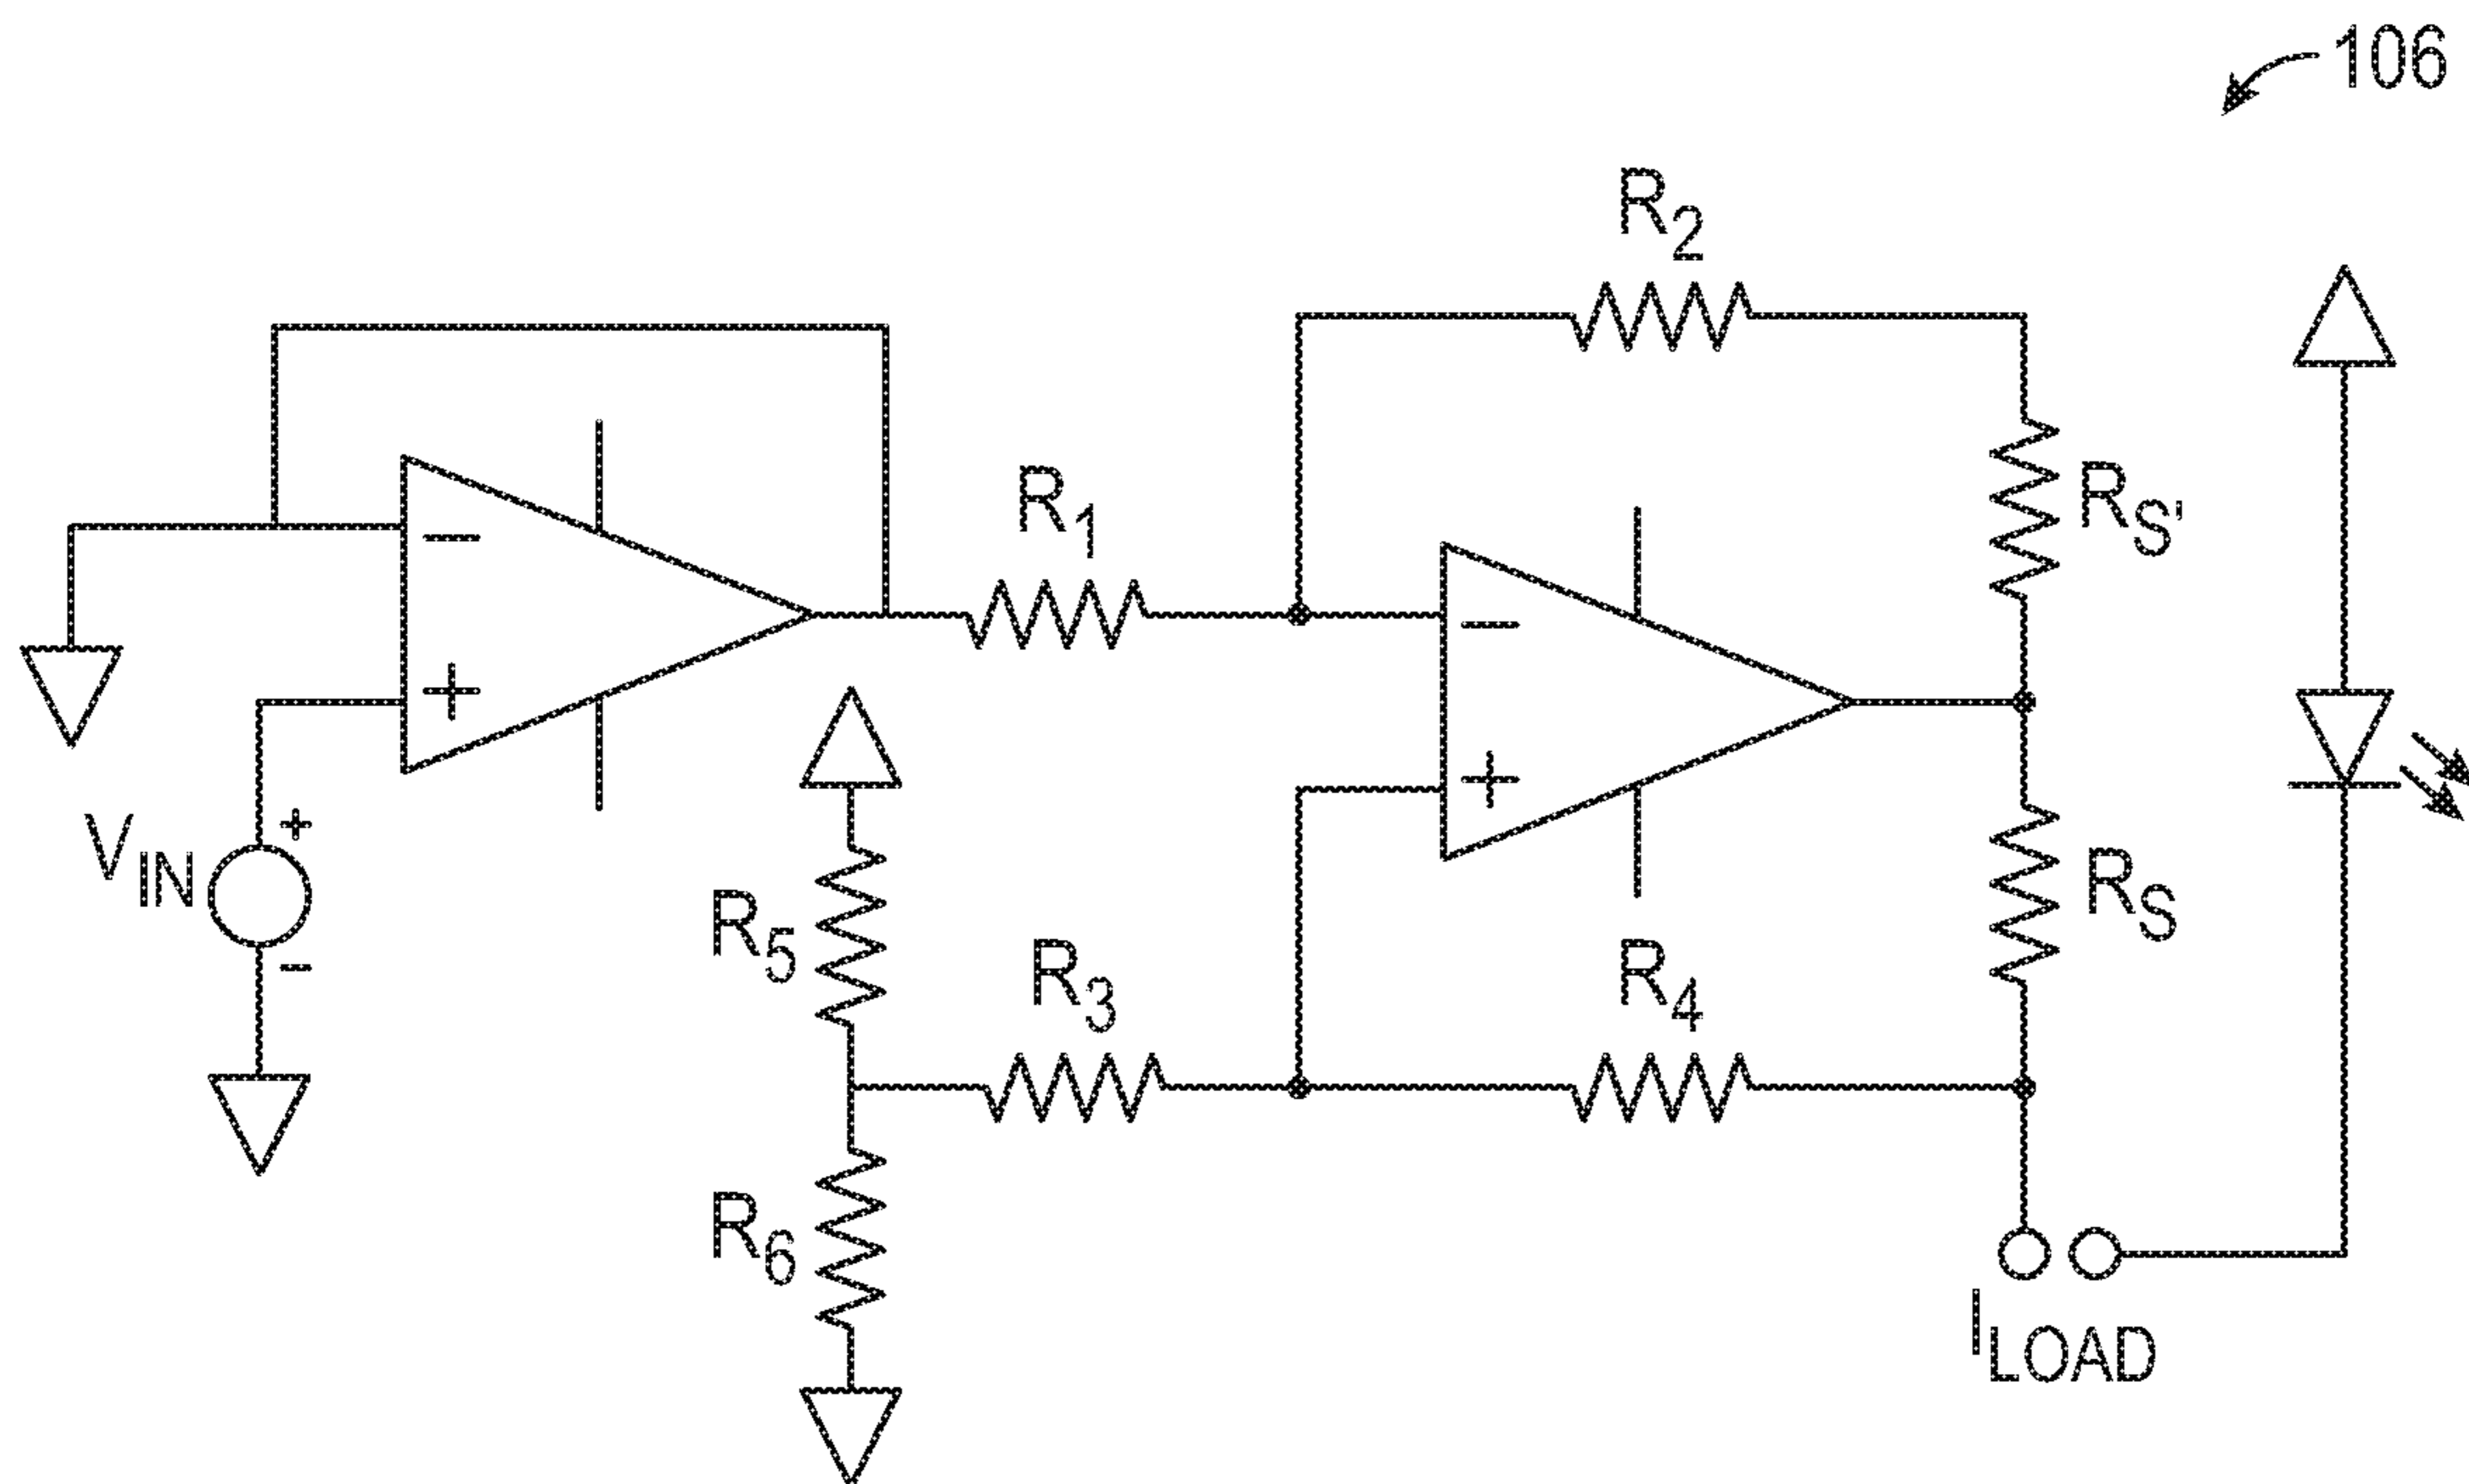 106
R2
RS'
R1
VIN
+
-
-
+
-
+
R5
R3
R4
RS
R6
ILOAD